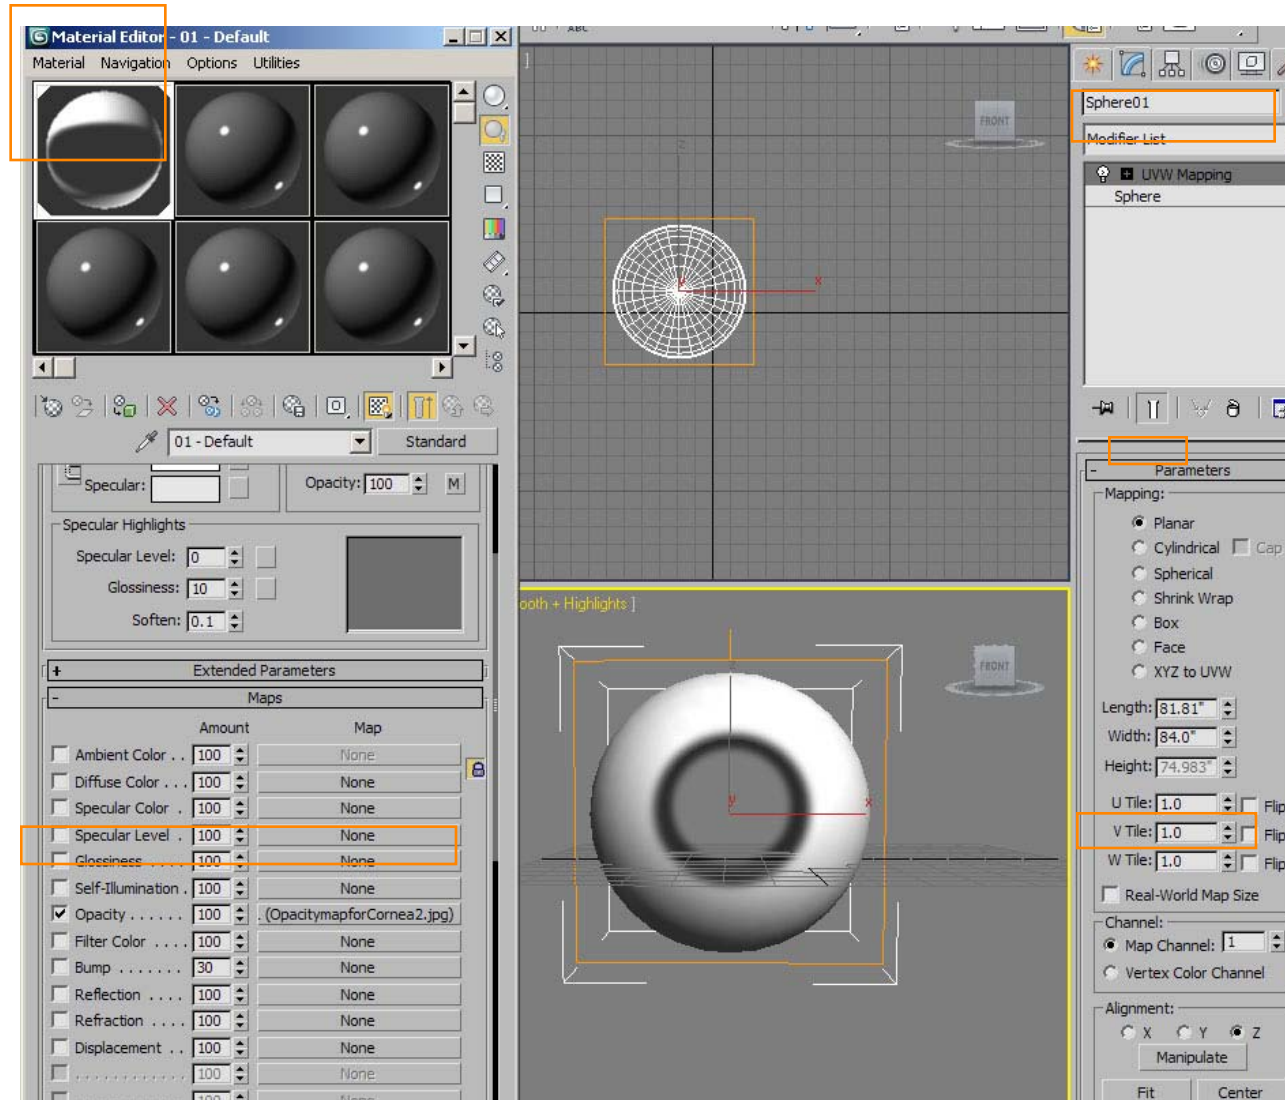 Material Editor - 01 - Default
Material Navigation Options Utilities
01 - Default
Standard
Specular:
Opacity: 100
M
Specular Highlights
Specular Level: 0
Glossiness: 10
Soften: 0.1
+ Extended Parameters
- Maps
Amount Map
Ambient Color . . 100 None
Diffuse Color . . . 100 None
Specular Color . 100 None
Specular Level . 100 None
Glossiness . . . . 100 None
Self-Illumination . 100 None
Opacity . . . . . . 100 . (OpacitymapforCornea2.jpg)
Filter Color . . . . 100 None
Bump . . . . . . . 30 None
Reflection . . . . 100 None
Refraction . . . . 100 None
Displacement . . 100 None
. . . . . . . . . . . . 100 None
100 None
ABC
]
FRONT
z
y
x
ooth + Highlights ]
FRONT
z
y
x
Sphere01
Modifier List
UVW Mapping
Sphere
- Parameters
Mapping:
Planar
Cylindrical Cap
Spherical
Shrink Wrap
Box
Face
XYZ to UVW
Length: 81.81"
Width: 84.0"
Height: 74.983"
U Tile: 1.0 Flip
V Tile: 1.0 Flip
W Tile: 1.0 Flip
Real-World Map Size
Channel:
Map Channel: 1
Vertex Color Channel
Alignment:
X Y Z
Manipulate
Fit Center